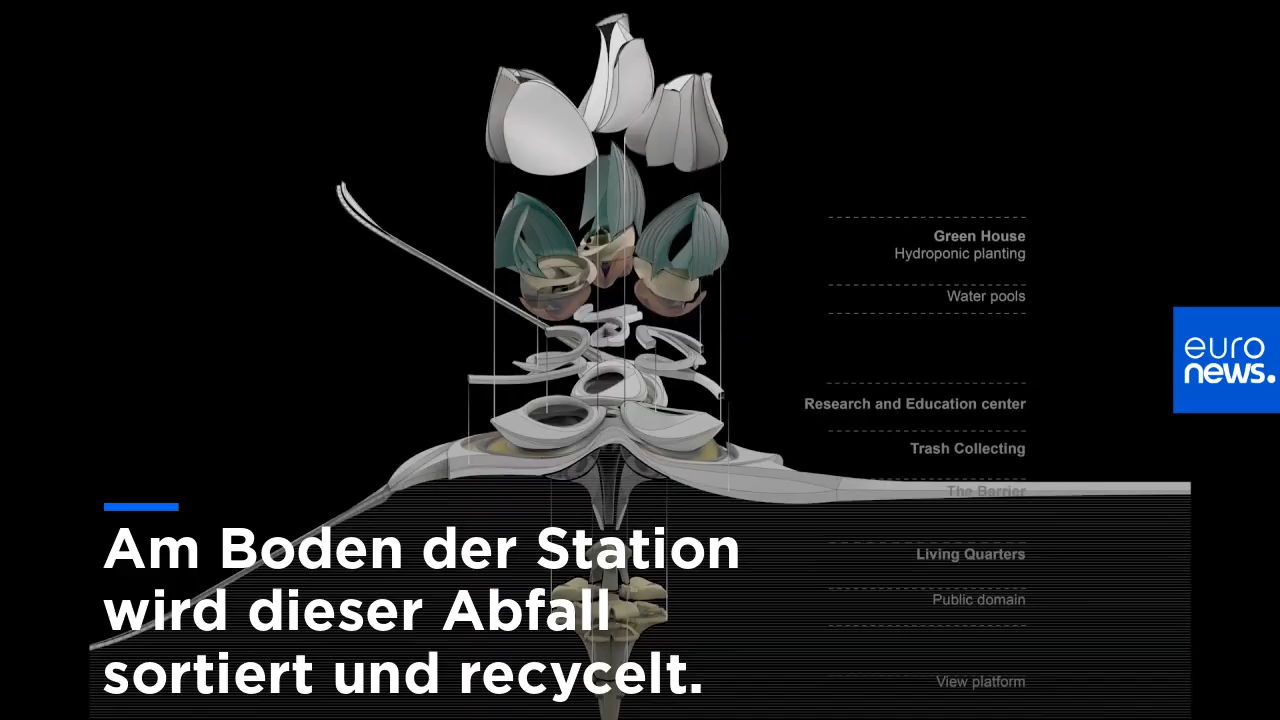 Green House
Hydroponic planting
Water pools
Research and Education center
Trash Collecting
The Barrier
Living Quarters
Public domain
View platform
euro
news.
Am Boden der Station
wird dieser Abfall
sortiert und recycelt.